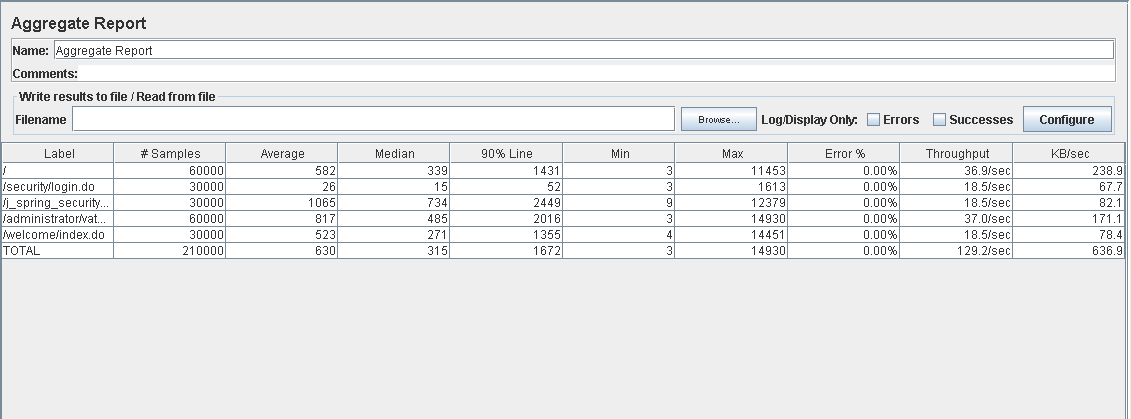 Aggregate Report
Name: Aggregate Report
Comments:
Write results to file / Read from file
Filename Browse... Log/Display Only: Errors Successes Configure
Label # Samples Average Median 90% Line Min Max Error % Throughput KB/sec
/ 60000 582 339 1431 3 11453 0.00% 36.9/sec 238.9
/security/login.do 30000 26 15 52 3 1613 0.00% 18.5/sec 67.7
/j_spring_security... 30000 1065 734 2449 9 12379 0.00% 18.5/sec 82.1
/administrator/vat... 60000 817 485 2016 3 14930 0.00% 37.0/sec 171.1
/welcome/index.do 30000 523 271 1355 4 14451 0.00% 18.5/sec 78.4
TOTAL 210000 630 315 1672 3 14930 0.00% 129.2/sec 636.9